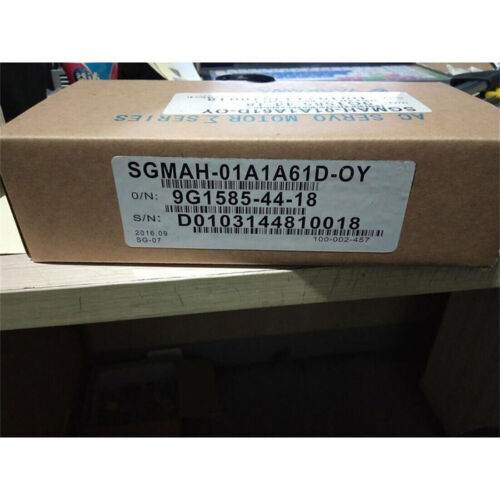 SGMAH-01A1A61D-OY
O/N: 9G1585-44-18
S/N: D0103144810018
2016.09
SG-07 100-002-457
AC SERVO MOTOR Σ SERIES